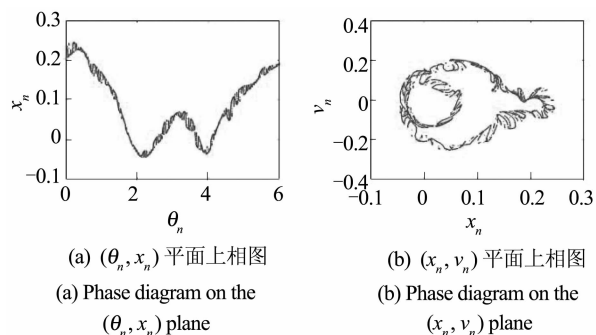 0.3
0.2
0.1
0
-0.1
x_n
0 2 4 6
θ_n
(a) (θ_n, x_n) 平面上相图
(a) Phase diagram on the
(θ_n, x_n) plane
0.4
0.2
0
-0.2
-0.4
v_n
-0.1 0 0.1 0.2 0.3
x_n
(b) (x_n, v_n) 平面上相图
(b) Phase diagram on the
(x_n, v_n) plane